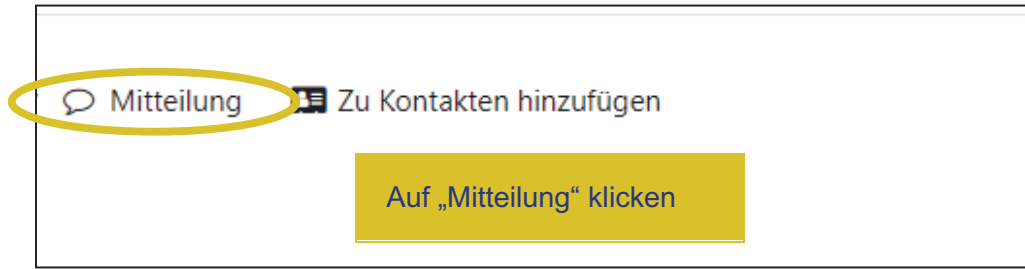 Mitteilung Zu Kontakten hinzufügen
Auf „Mitteilung“ klicken